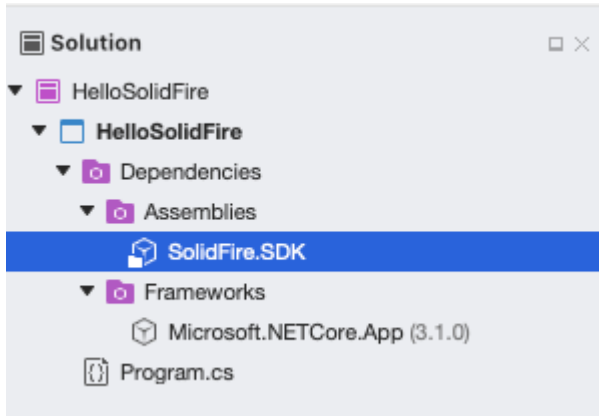 Solution
HelloSolidFire
HelloSolidFire
Dependencies
Assemblies
SolidFire.SDK
Frameworks
Microsoft.NETCore.App (3.1.0)
Program.cs